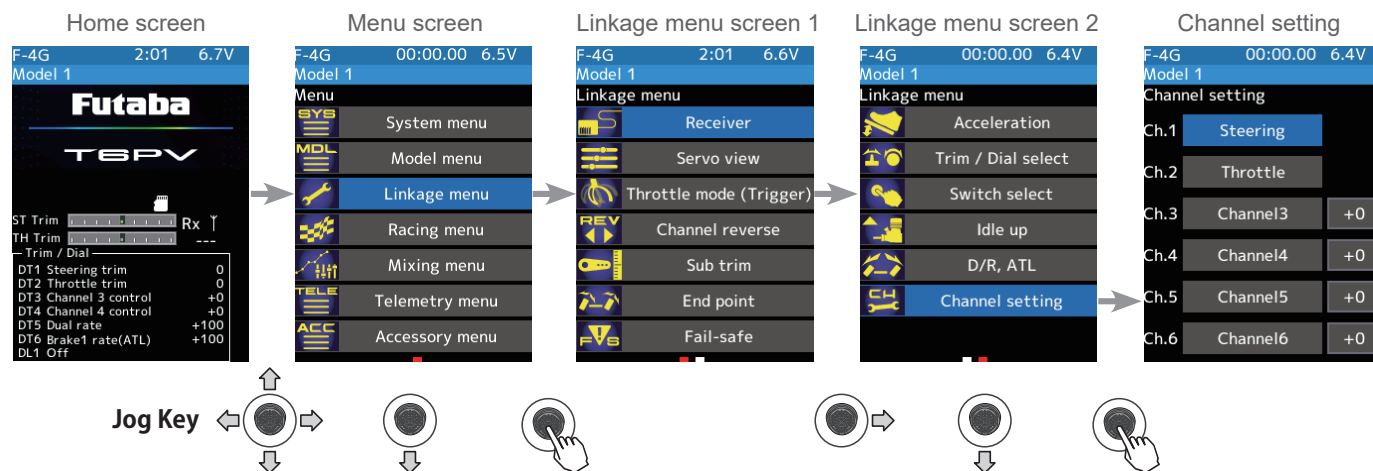 Home screen
F-4G 2:01 6.7V
Model 1
Futaba
T6PV
ST Trim Rx
TH Trim ---
Trim / Dial
DT1 Steering trim 0
DT2 Throttle trim 0
DT3 Channel 3 control +0
DT4 Channel 4 control +0
DT5 Dual rate +100
DT6 Brake1 rate(ATL) +100
DL1 Off
Menu screen
F-4G 00:00.00 6.5V
Model 1
Menu
SYS System menu
MDL Model menu
Linkage menu
Racing menu
Mixing menu
TELE Telemetry menu
ACC Accessory menu
Linkage menu screen 1
F-4G 2:01 6.6V
Model 1
Linkage menu
Receiver
Servo view
Throttle mode (Trigger)
REV Channel reverse
Sub trim
End point
F S Fail-safe
Linkage menu screen 2
F-4G 00:00.00 6.4V
Model 1
Linkage menu
Acceleration
Trim / Dial select
Switch select
Idle up
D/R, ATL
CH Channel setting
Channel setting
F-4G 00:00.00 6.4V
Model 1
Channel setting
Ch.1 Steering
Ch.2 Throttle
Ch.3 Channel3 +0
Ch.4 Channel4 +0
Ch.5 Channel5 +0
Ch.6 Channel6 +0
Jog Key